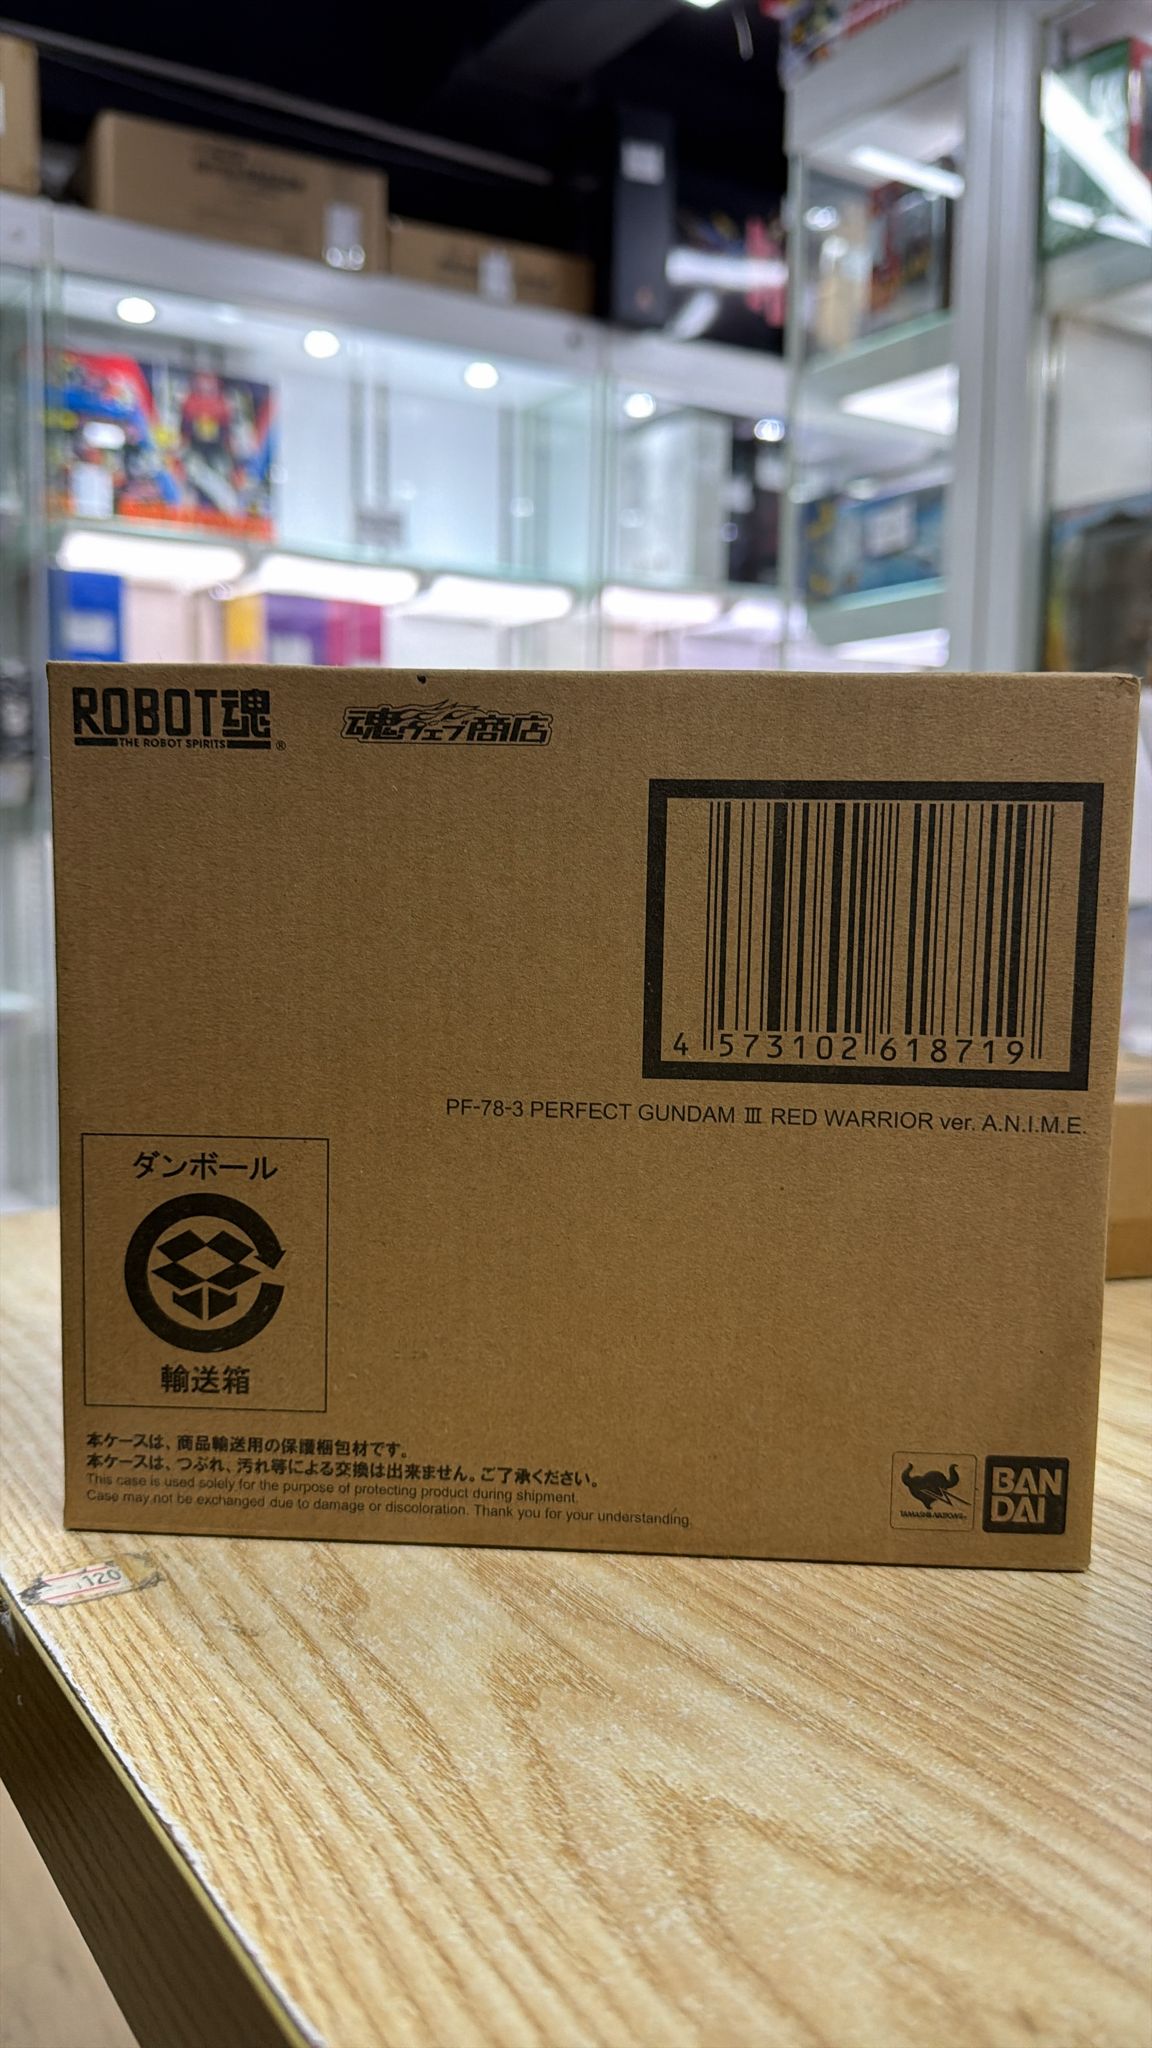 ROBOT魂
THE ROBOT SPIRITS
®
魂ウェブ商店
4 573102 618719
PF-78-3 PERFECT GUNDAM Ⅲ RED WARRIOR ver. A.N.I.M.E.
ダンボール
輸送箱
本ケースは、商品輸送用の保護梱包材です。
本ケースは、つぶれ、汚れ等による交換は出来ません。ご了承ください。
This case is used solely for the purpose of protecting product during shipment.
Case may not be exchanged due to damage or discoloration. Thank you for your understanding.
TAMASHII NATIONS
BAN
DAI
120